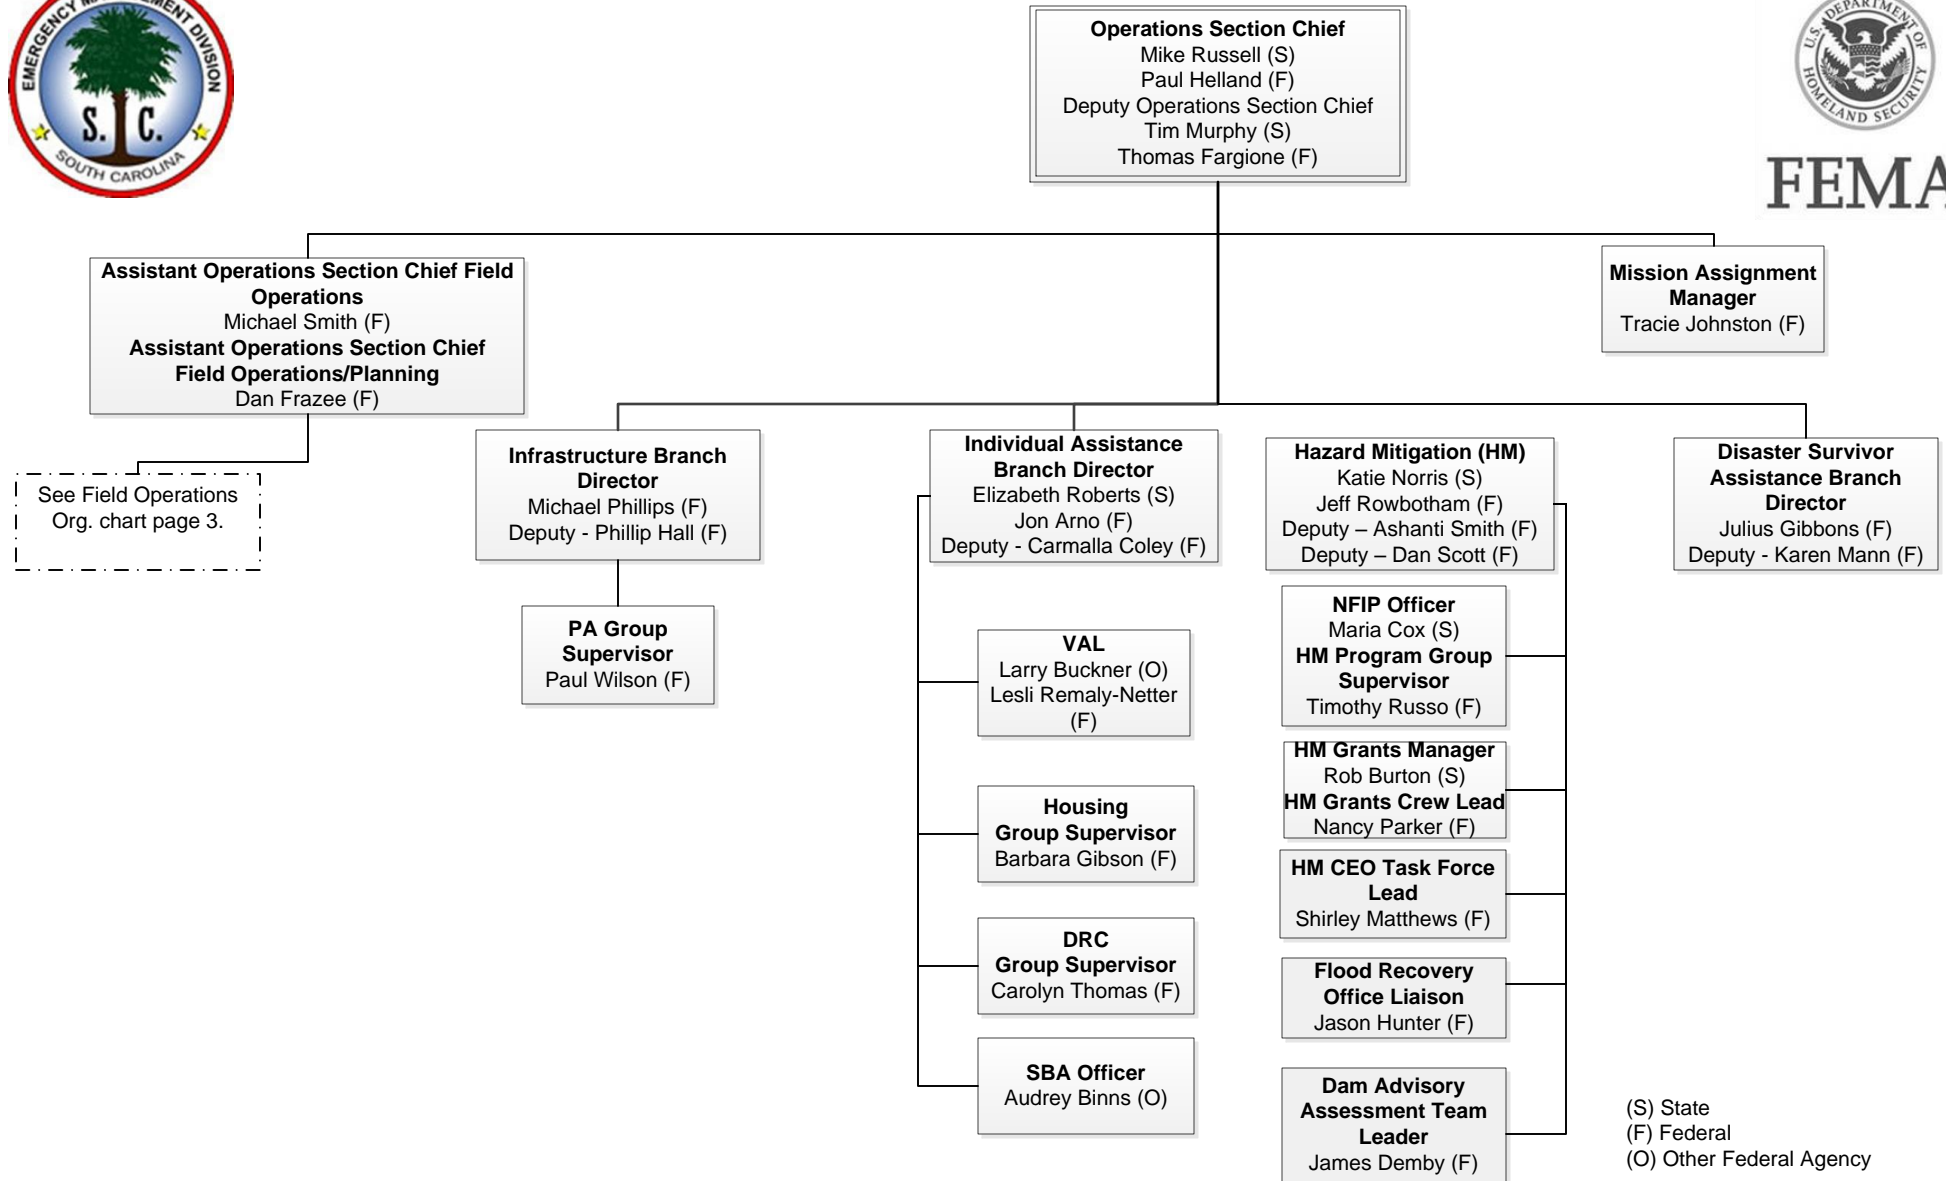 EMERGENCY MANAGEMENT DIVISION
S. C.
SOUTH CAROLINA
Operations Section Chief
Mike Russell (S)
Paul Helland (F)
Deputy Operations Section Chief
Tim Murphy (S)
Thomas Fargione (F)
U.S. DEPARTMENT OF
HOMELAND SECURITY
FEMA
Assistant Operations Section Chief Field
Operations
Michael Smith (F)
Assistant Operations Section Chief
Field Operations/Planning
Dan Frazee (F)
Mission Assignment
Manager
Tracie Johnston (F)
See Field Operations
Org. chart page 3.
Infrastructure Branch
Director
Michael Phillips (F)
Deputy - Phillip Hall (F)
PA Group
Supervisor
Paul Wilson (F)
Individual Assistance
Branch Director
Elizabeth Roberts (S)
Jon Arno (F)
Deputy - Carmalla Coley (F)
VAL
Larry Buckner (O)
Lesli Remaly-Netter
(F)
Housing
Group Supervisor
Barbara Gibson (F)
DRC
Group Supervisor
Carolyn Thomas (F)
SBA Officer
Audrey Binns (O)
Hazard Mitigation (HM)
Katie Norris (S)
Jeff Rowbotham (F)
Deputy – Ashanti Smith (F)
Deputy – Dan Scott (F)
NFIP Officer
Maria Cox (S)
HM Program Group
Supervisor
Timothy Russo (F)
HM Grants Manager
Rob Burton (S)
HM Grants Crew Lead
Nancy Parker (F)
HM CEO Task Force
Lead
Shirley Matthews (F)
Flood Recovery
Office Liaison
Jason Hunter (F)
Dam Advisory
Assessment Team
Leader
James Demby (F)
Disaster Survivor
Assistance Branch
Director
Julius Gibbons (F)
Deputy - Karen Mann (F)
(S) State
(F) Federal
(O) Other Federal Agency